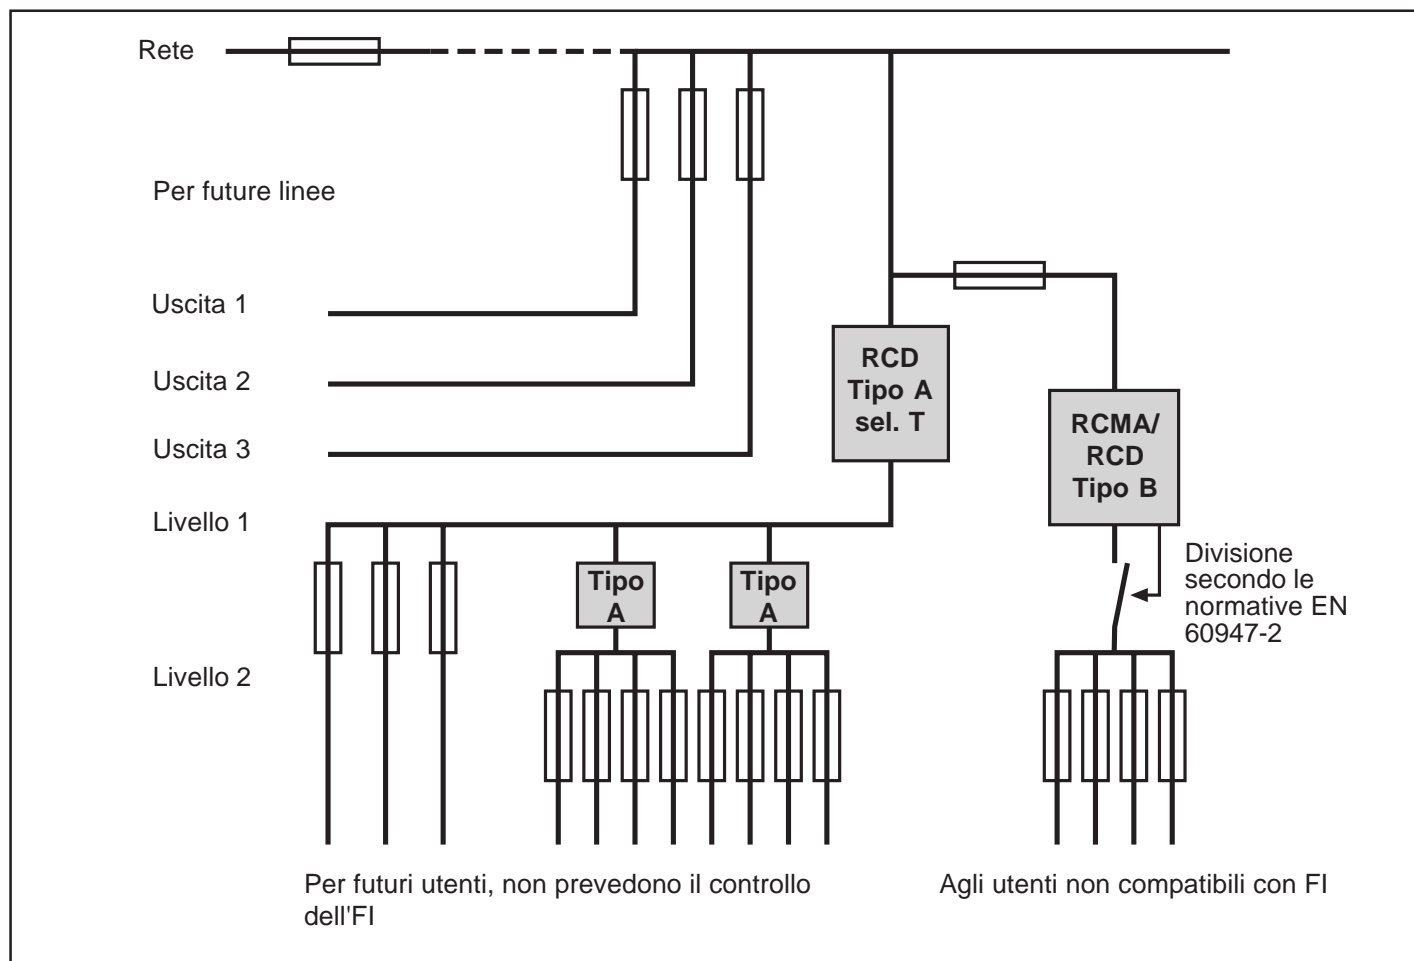 Rete
Per future linee
Uscita 1
Uscita 2
Uscita 3
RCD
Tipo A
sel. T
RCMA/
RCD
Tipo B
Livello 1
Tipo
A
Tipo
A
Divisione
secondo le
normative EN
60947-2
Livello 2
Per futuri utenti, non prevedono il controllo
dell'FI
Agli utenti non compatibili con FI